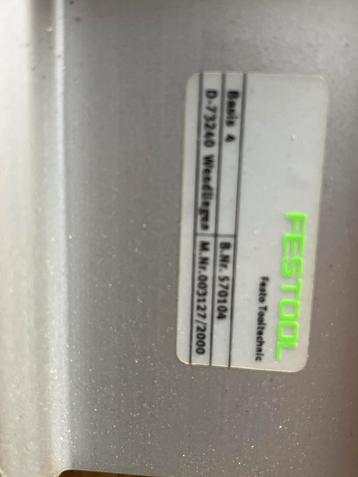 FESTOOL
Festo Tooltechnic
Basis 4 B.Nr. 570104
D-73240 Wendlingen M.Nr.003127/2000